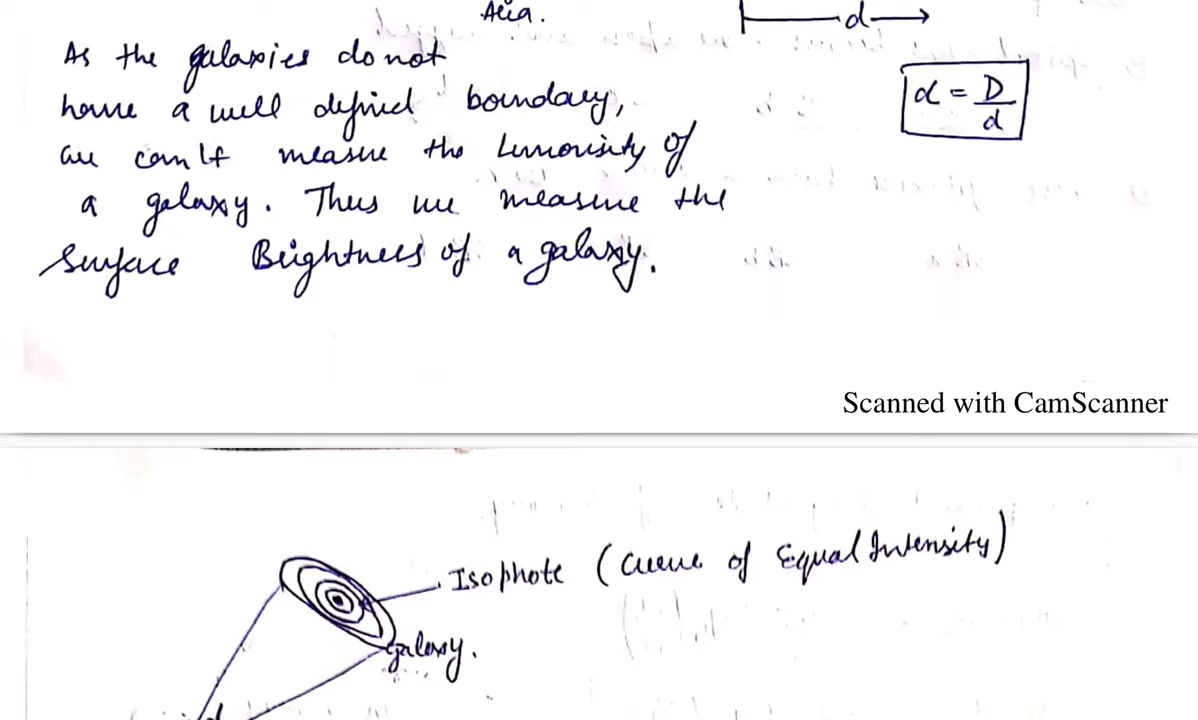 Area.
d
As the galaxies do not
have a well defined boundary,
α = D/d
we can't measure the Lumonisity of
a galaxy. Thus we measure the
Surface Brightness of a galaxy.
Scanned with CamScanner
Isophote (Curve of Equal Intensity)
galaxy.
d